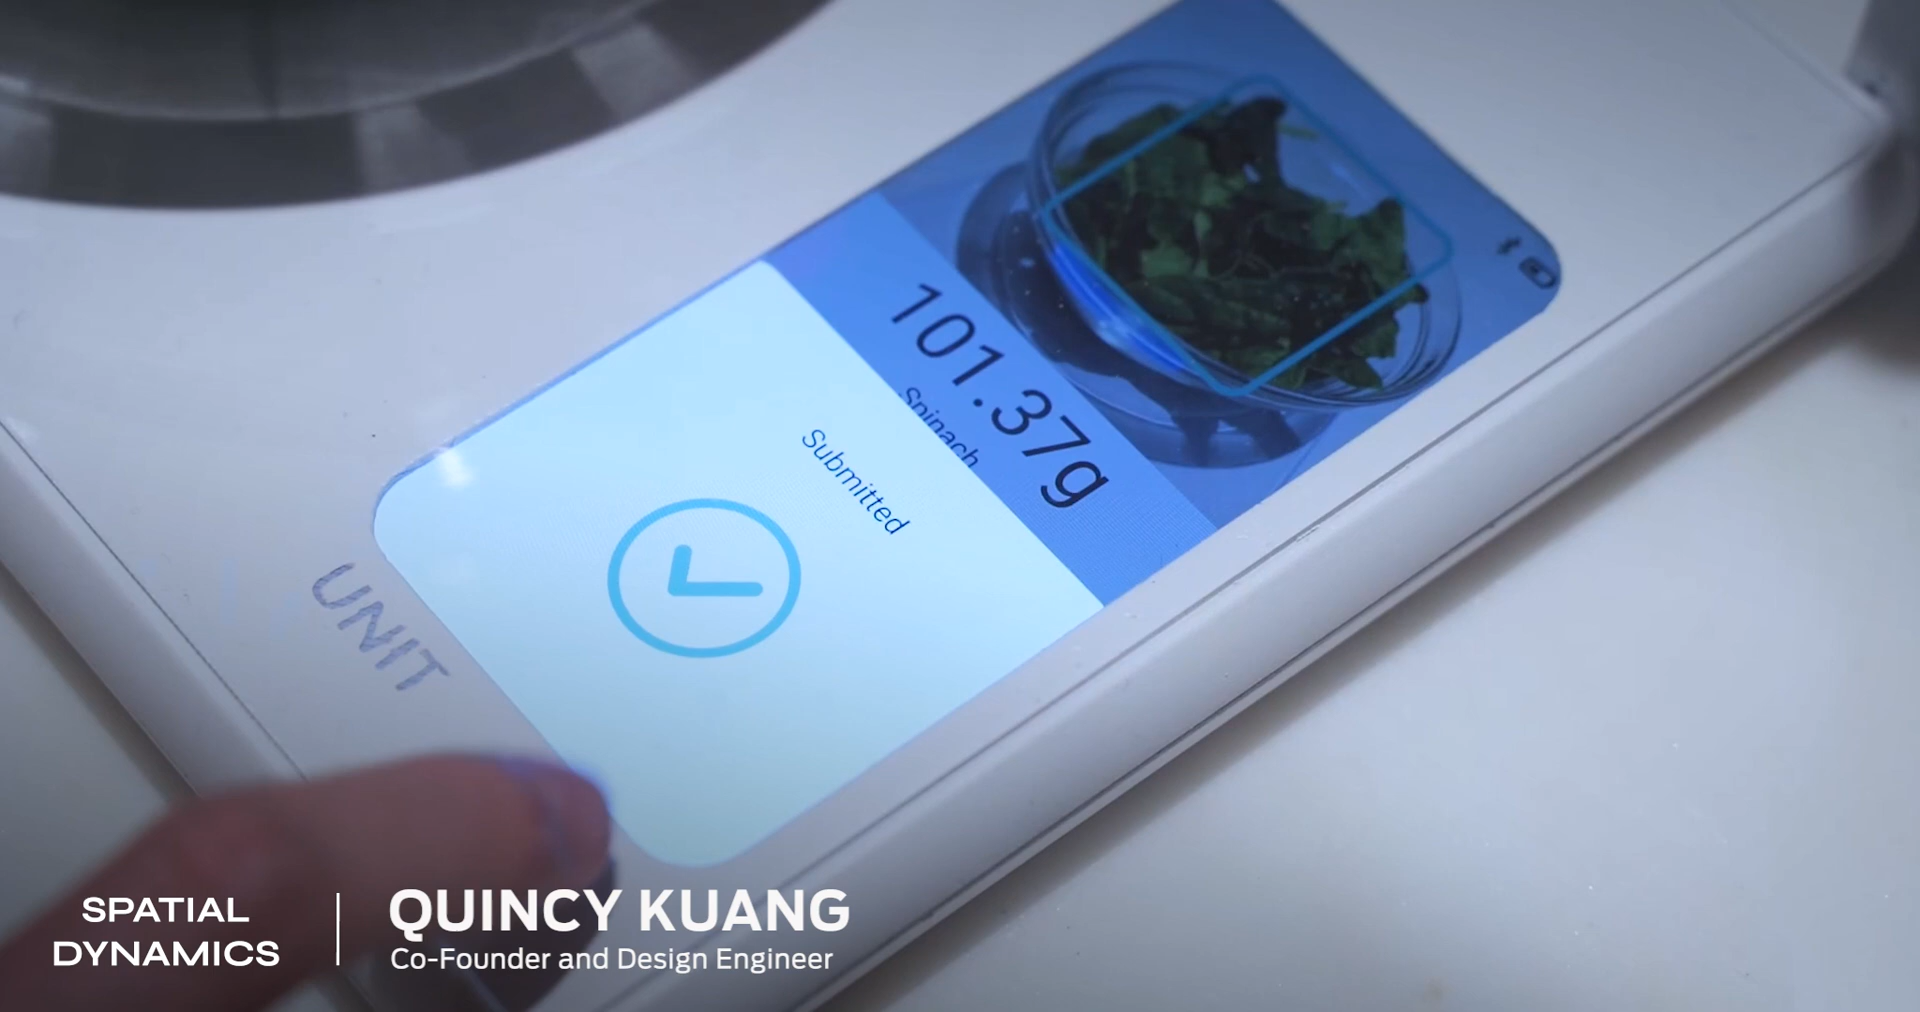 101.37g
Spinach
Submitted
UNIT
SPATIAL
DYNAMICS
QUINCY KUANG
Co-Founder and Design Engineer